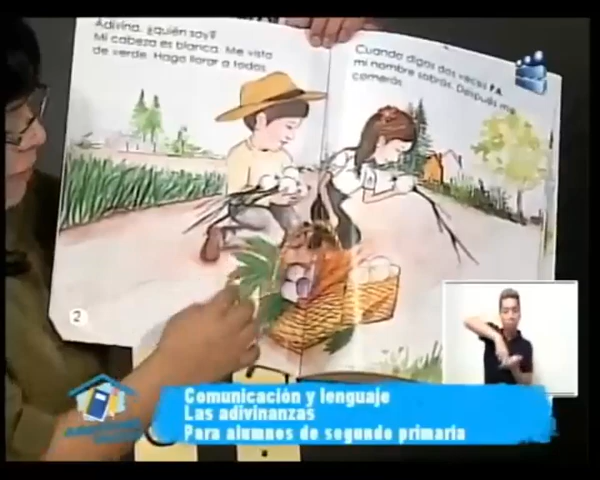 Adivina, ¿quién soy?
Mi cabeza es blanca. Me visto
de verde. Hago llorar a todos
Cuando digas dos veces PA
mi nombre sabrás. Después me
comerás
2
Comunicación y lenguaje
Las adivinanzas
Para alumnos de segundo primaria